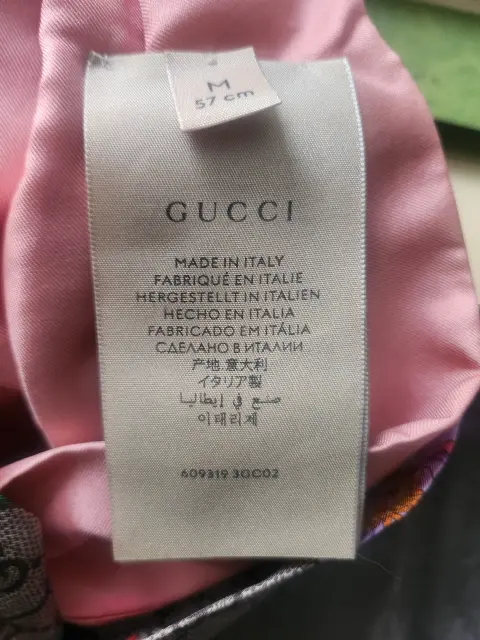 M
57 cm
GUCCI
MADE IN ITALY
FABRIQUÉ EN ITALIE
HERGESTELLT IN ITALIEN
HECHO EN ITALIA
FABRICADO EM ITÁLIA
СДЕЛАНО В ИТАЛИИ
产地.意大利
イタリア製
صنع في إيطاليا
이태리제
609319 3GC02